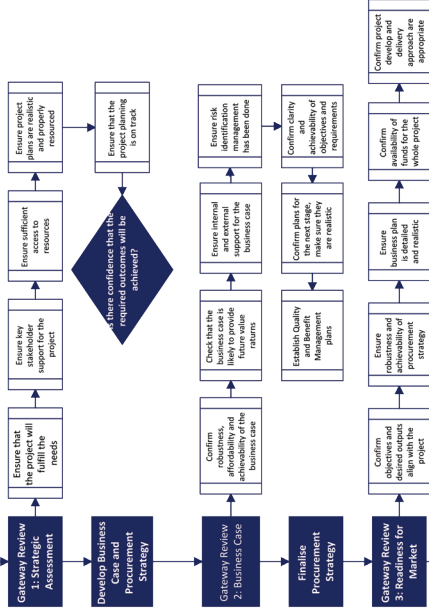 Gateway Review
1: Strategic
Assessment
Ensure that
the project will
fulfill the
needs
Ensure key
stakeholder
support for the
project
Ensure sufficient
access to
resources
Ensure project
plans are realistic
and properly
resourced
Ensure that the
project planning
is on track
s there confidence that the
required outcomes will be
achieved?
Develop Business
Case and Procurement
Strategy
Gateway Review
2: Business Case
Confirm
robustness,
affordability and
achievability of the
business case
Check that the
business case is
likely to provide
future value
returns
Ensure internal
and external
support for the
business case
Ensure risk
identification
management
has been done
Confirm clarity
and
achievability of
objectives and
requirements
Confirm plans for
the next stage,
make sure they
are realistic
Establish Quality
and Benefit
Management
plans
Finalise
Procurement
Strategy
Gateway Review
3: Readiness for
Market
Confirm
objectives and
desired outputs
align with the
project
Ensure
robustness and
achievability of
procurement
strategy
Ensure
business plan
is detailed
and realistic
Confirm
availability of
funds for the
whole project
Confirm project
develop and
delivery
approach are
appropriate